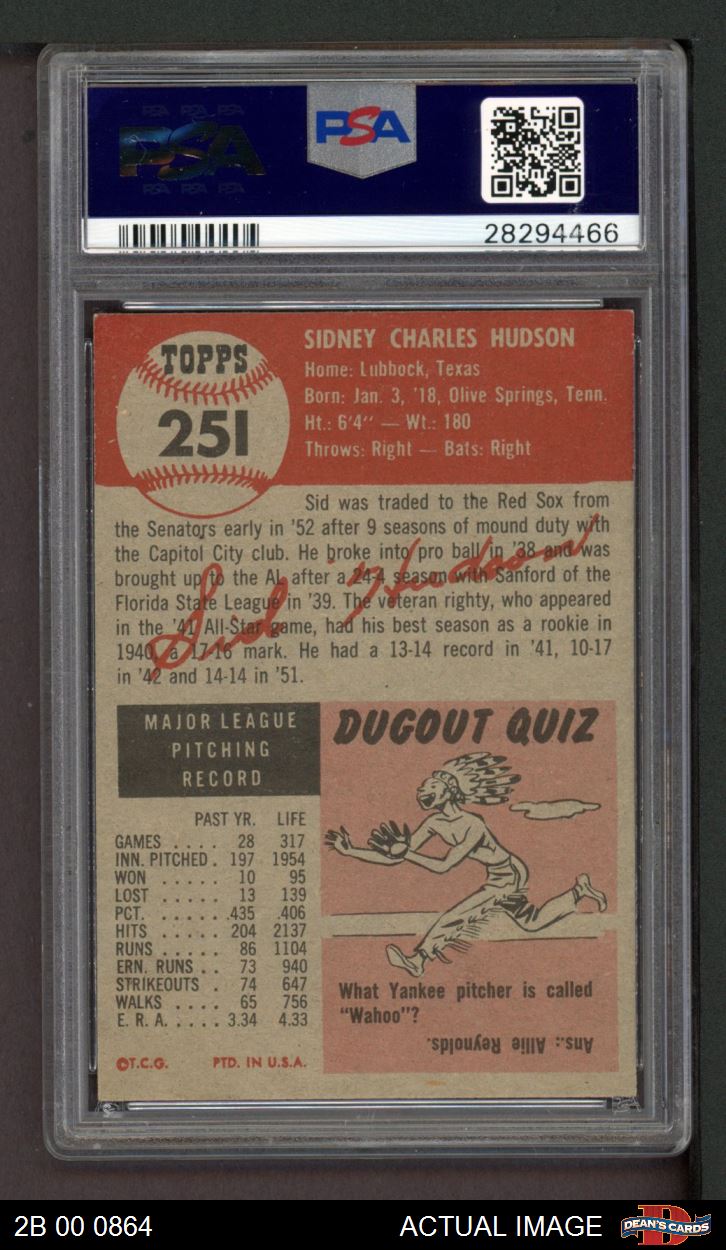 PSA PSA PSA
PSA
PSA PSA PSA
PSA
28294466
TOPPS
251
SIDNEY CHARLES HUDSON
Home: Lubbock, Texas
Born: Jan. 3, '18, Olive Springs, Tenn.
Ht.: 6'4'' — Wt.: 180
Throws: Right — Bats: Right
Sid was traded to the Red Sox from
the Senators early in '52 after 9 seasons of mound duty with
the Capitol City club. He broke into pro ball in '38 and was
brought up to the AL after a 24-4 season with Sanford of the
Florida State League in '39. The veteran righty, who appeared
in the '41 All-Star game, had his best season as a rookie in
1940, a 17-16 mark. He had a 13-14 record in '41, 10-17
in '42 and 14-14 in '51.
Sid Hudson
MAJOR LEAGUE
PITCHING
RECORD
PAST YR. LIFE
GAMES . . . . 28 317
INN. PITCHED . 197 1954
WON . . . . . 10 95
LOST . . . . . 13 139
PCT. . . . . . .435 .406
HITS . . . . . 204 2137
RUNS . . . . . 86 1104
ERN. RUNS . . 73 940
STRIKEOUTS . 74 647
WALKS . . . . 65 756
E. R. A. . . . . 3.34 4.33
©T.C.G. PTD. IN U.S.A.
DUGOUT QUIZ
What Yankee pitcher is called
"Wahoo"?
Ans.: Allie Reynolds.
2B 00 0864
ACTUAL IMAGE
DEAN'S CARDS